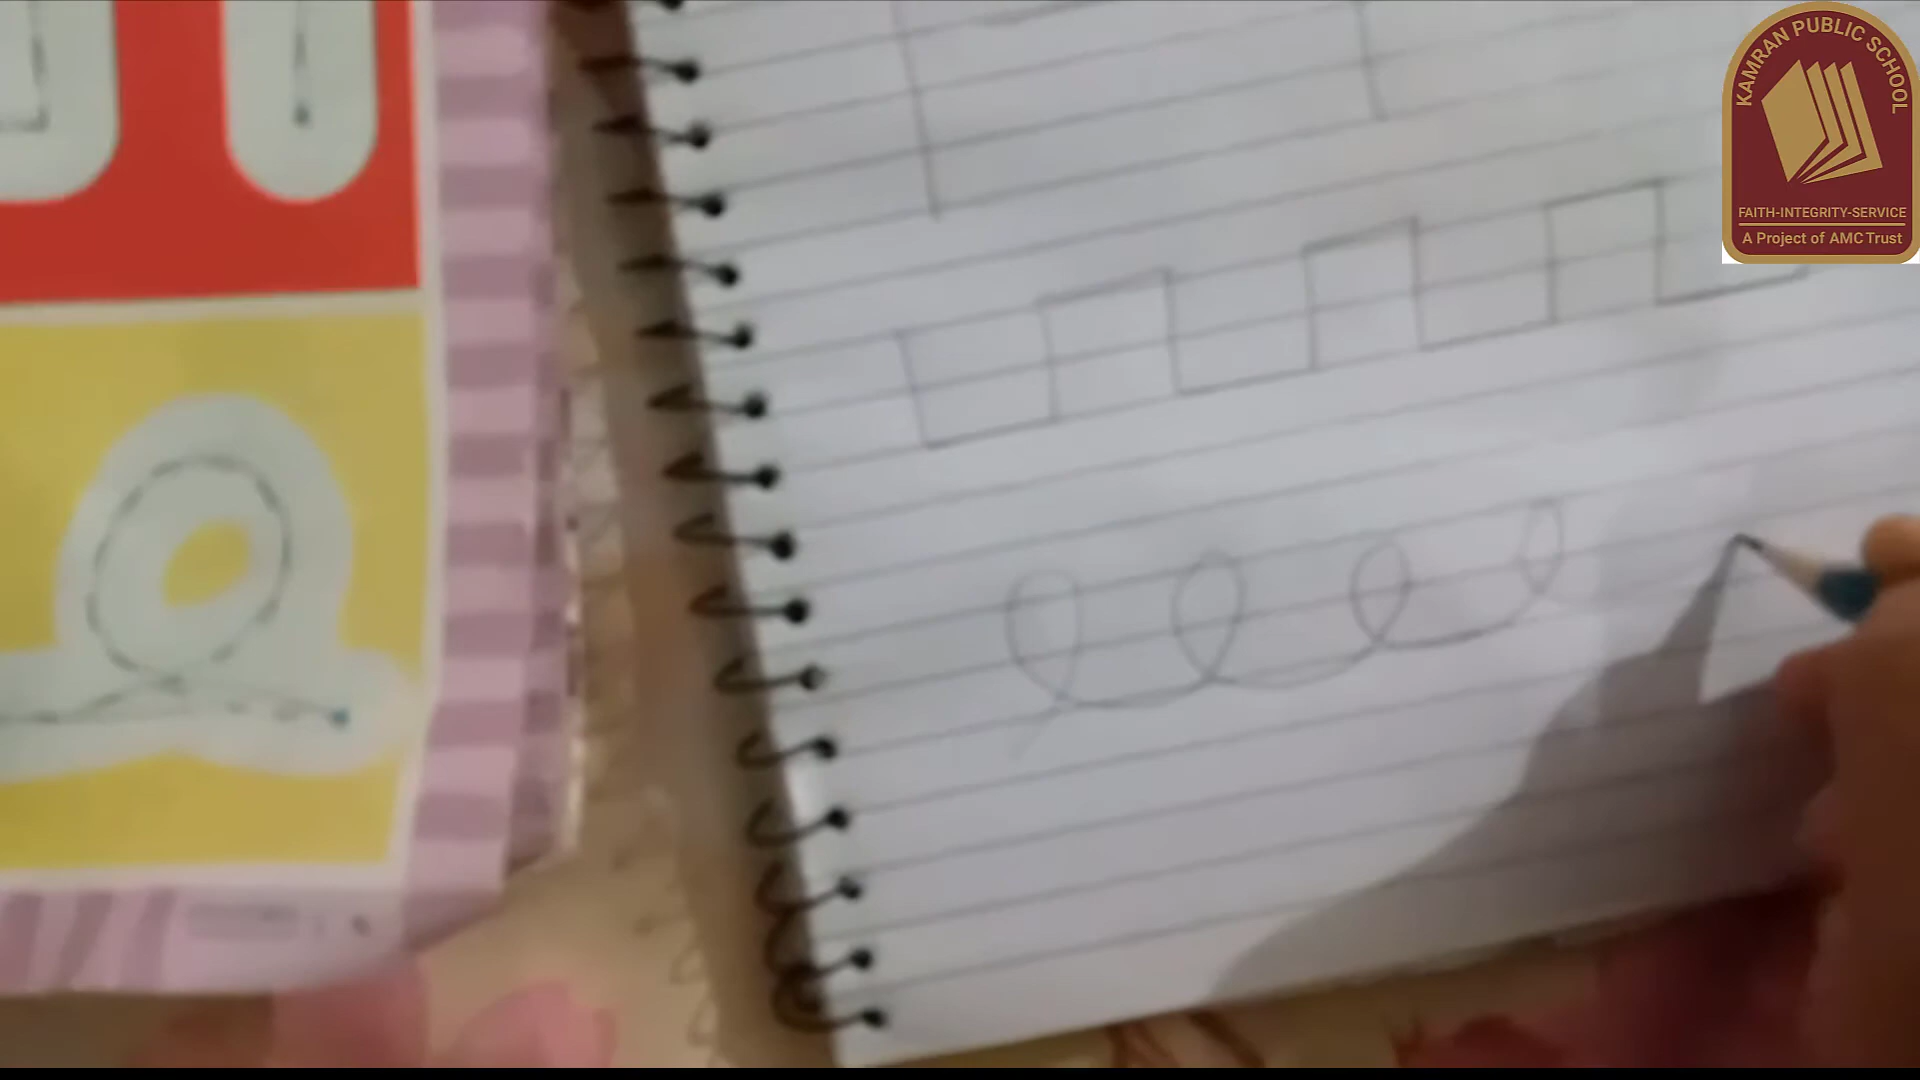 KAMRAN PUBLIC SCHOOL
FAITH-INTEGRITY-SERVICE
A Project of AMC Trust